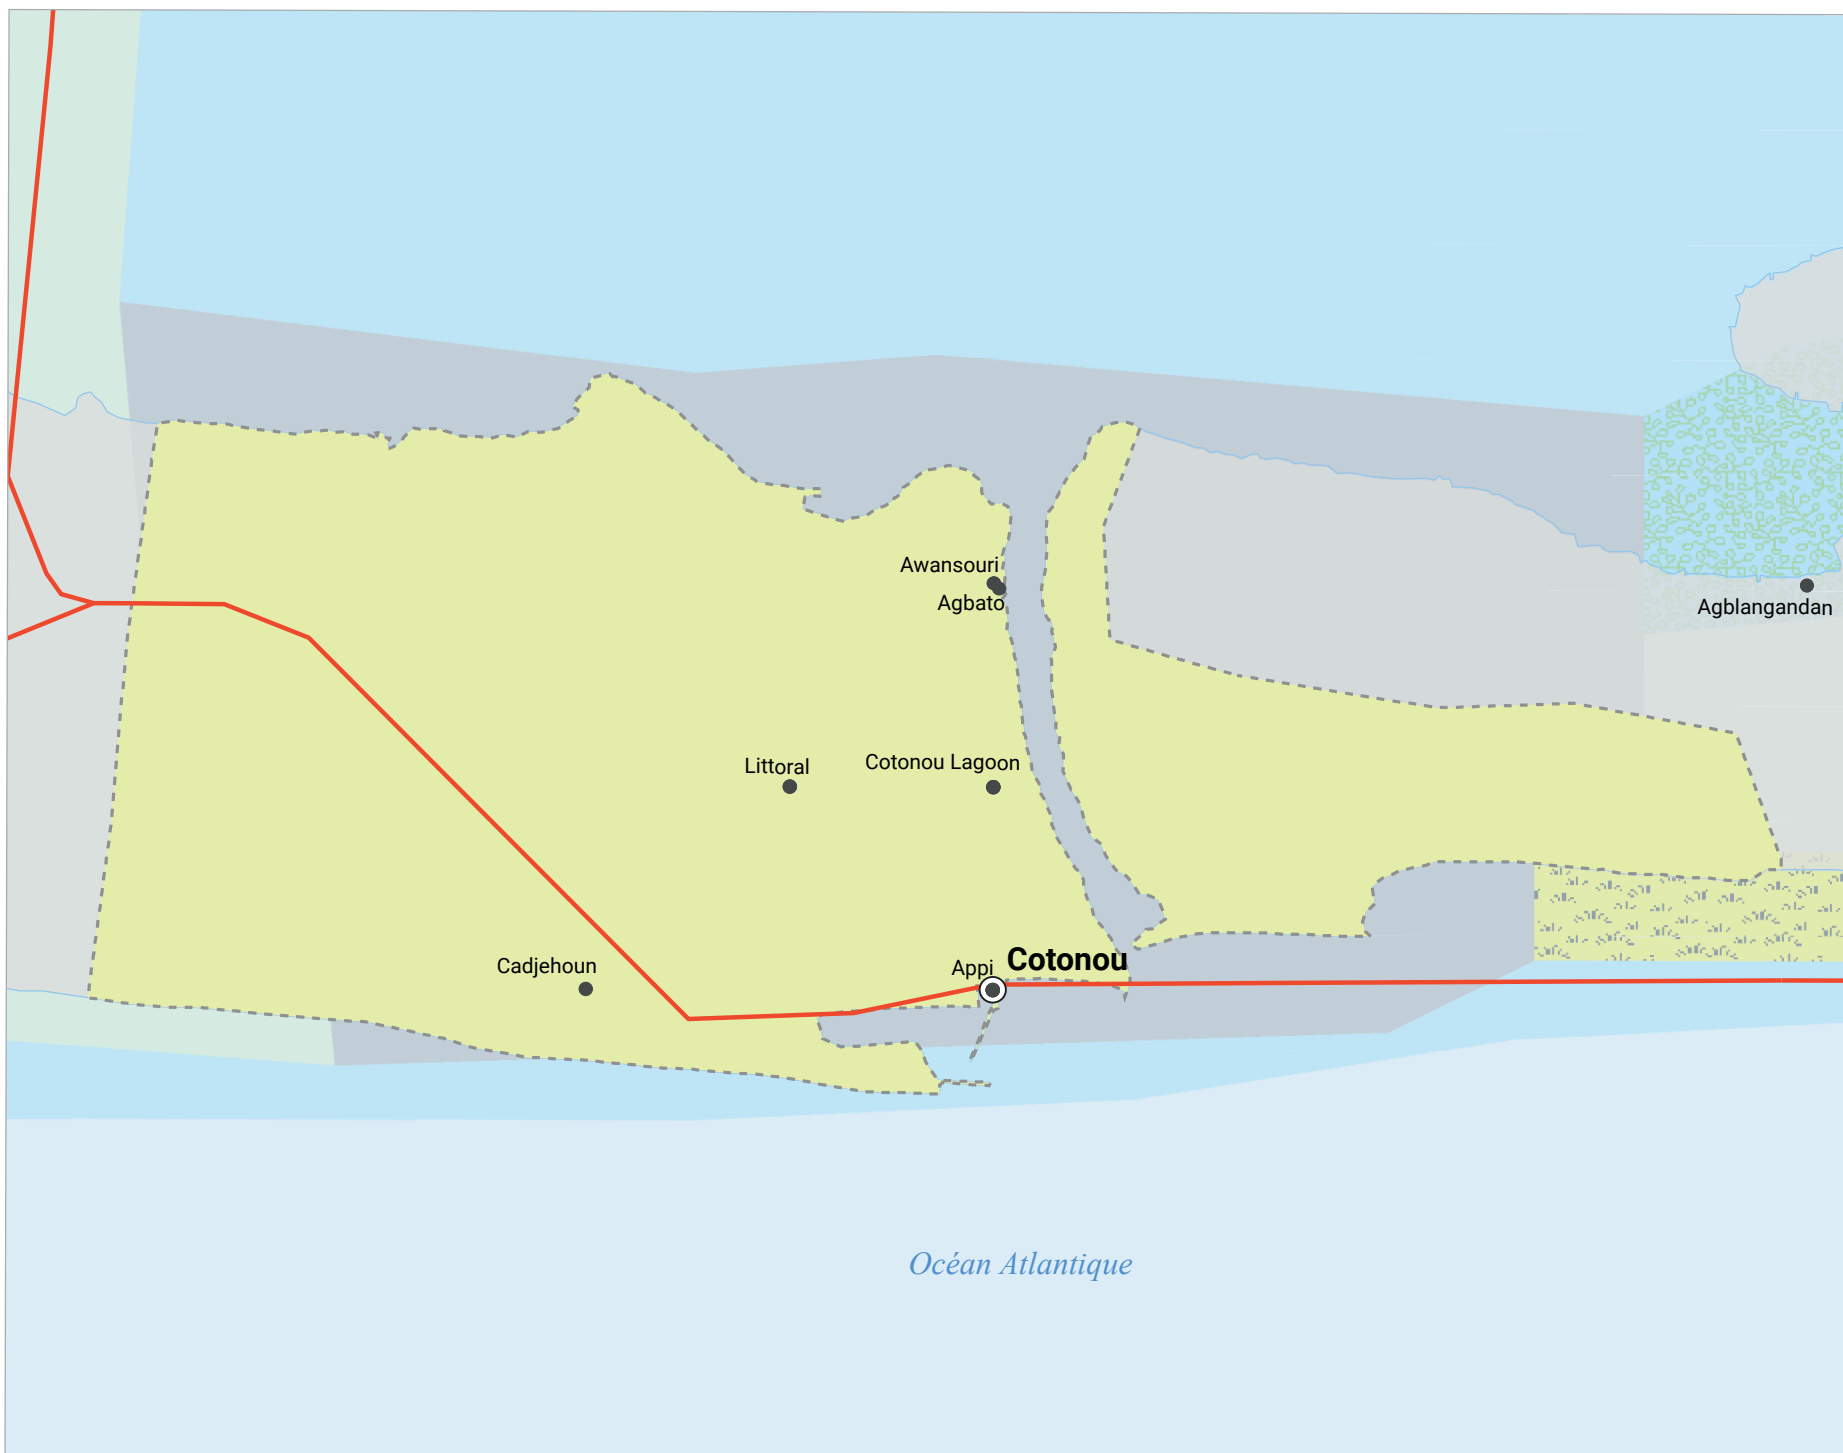 Awansouri
Agbato
Agblangandan
Littoral
Cotonou Lagoon
Cadjehoun
Appi
Cotonou
Océan Atlantique